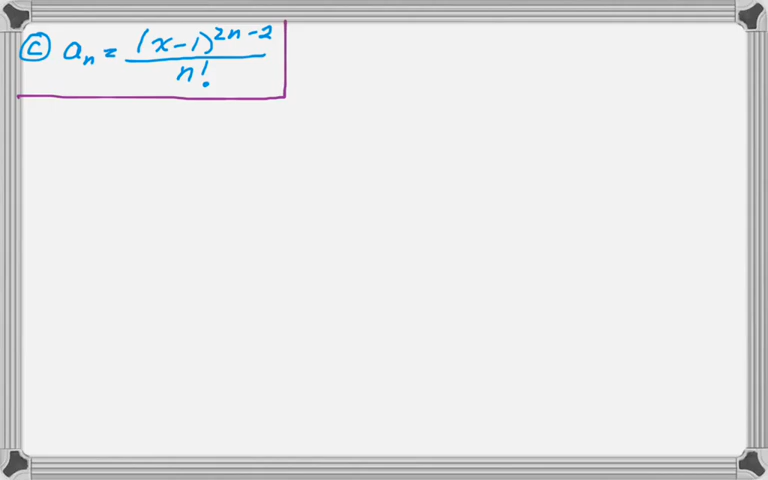 Ⓒ aₙ = (x-1)^{2n-2} / n!